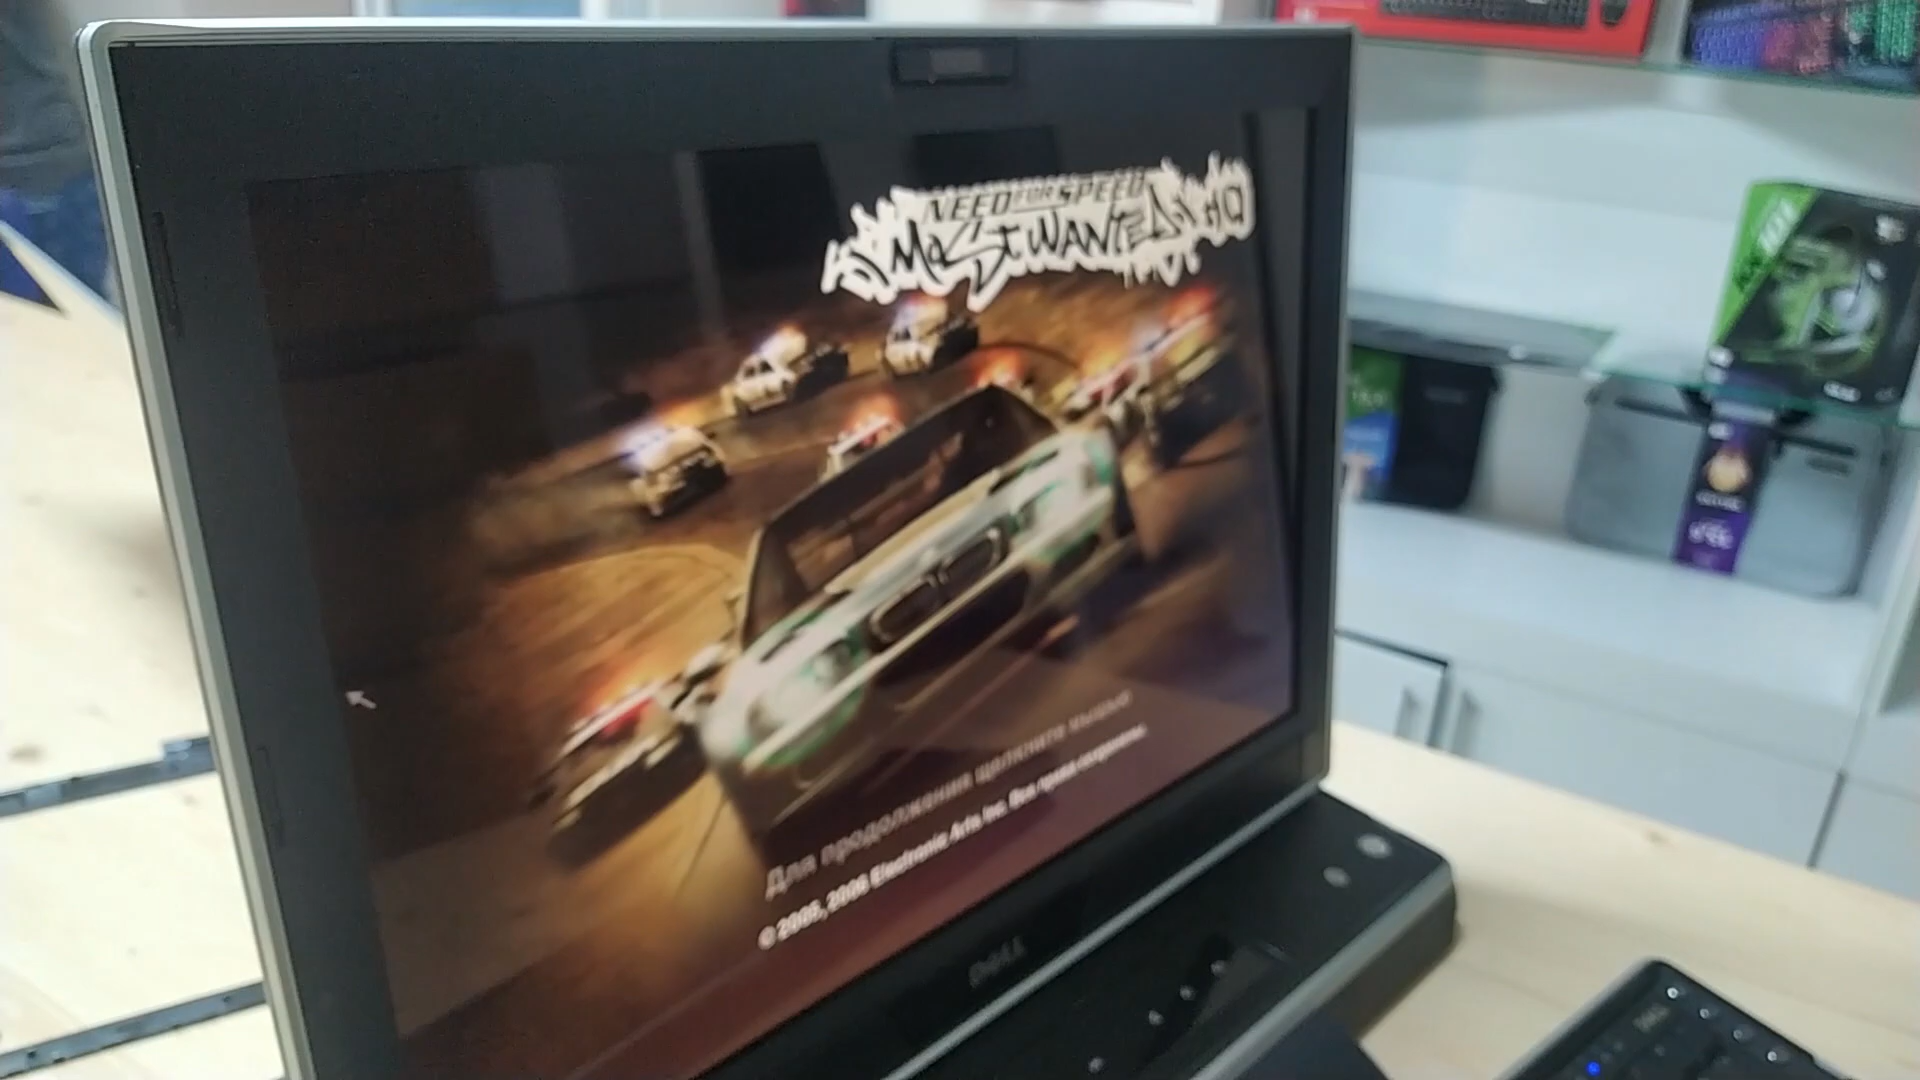 NEED FOR SPEED
MOST WANTED
Для продолжения щелкните мышью
© 2005, 2006 Electronic Arts Inc. Все права сохранены.
DELL